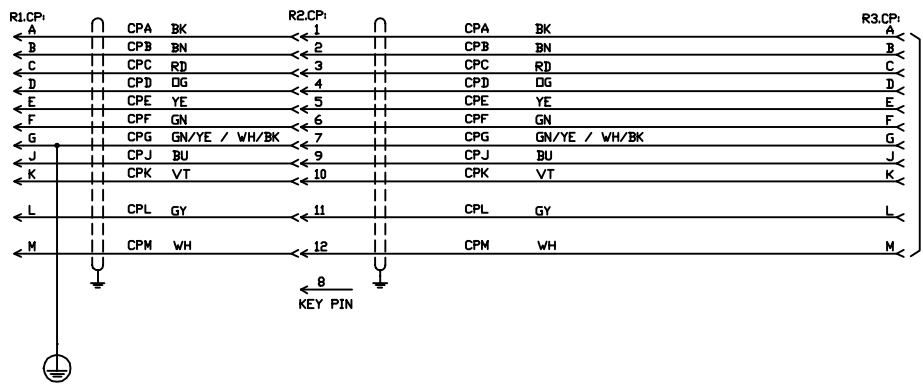 R1.CP: R2.CP: R3.CP:
A CPA BK 1 CPA BK A
B CPB BN 2 CPB BN B
C CPC RD 3 CPC RD C
D CPD OG 4 CPD OG D
E CPE YE 5 CPE YE E
F CPF GN 6 CPF GN F
G CPG GN/YE / WH/BK 7 CPG GN/YE / WH/BK G
J CPJ BU 9 CPJ BU J
K CPK VT 10 CPK VT K
L CPL GY 11 CPL GY L
M CPM WH 12 CPM WH M
8
KEY PIN